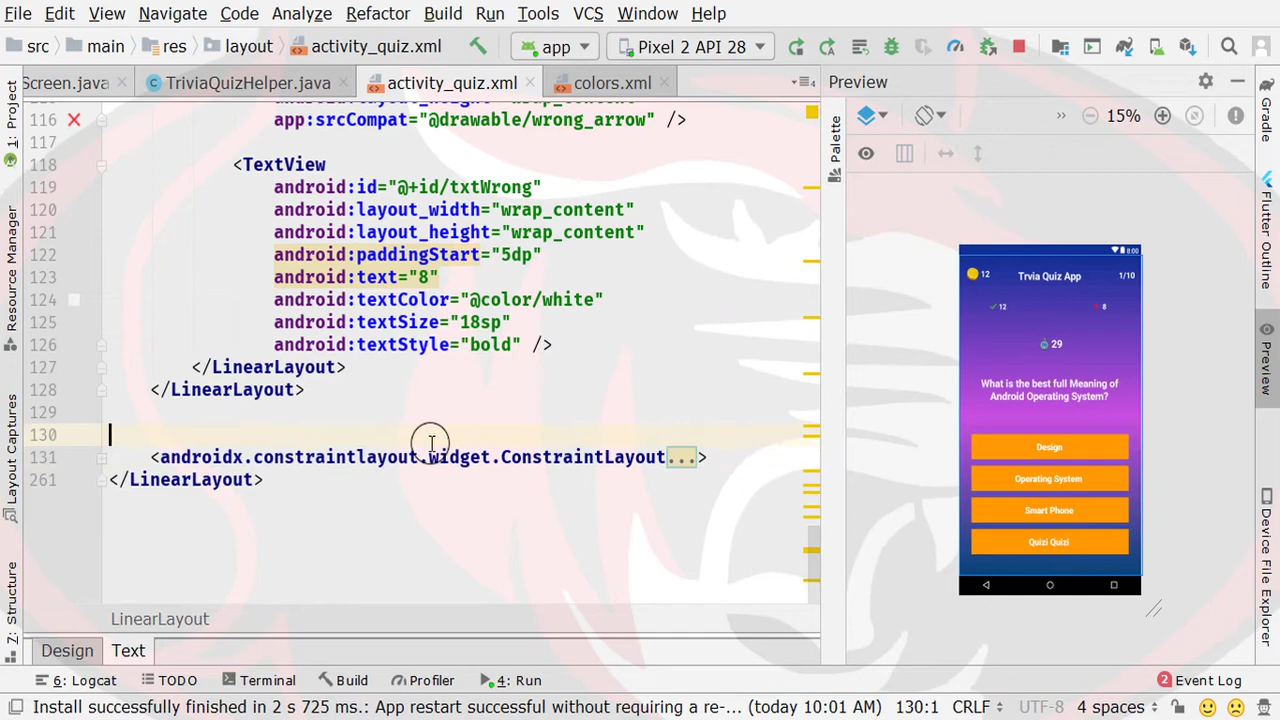 File Edit View Navigate Code Analyze Refactor Build Run Tools VCS Window Help
src main res layout activity_quiz.xml app Pixel 2 API 28
Screen.java TriviaQuizHelper.java activity_quiz.xml colors.xml 4 Preview
15%
116 app:srcCompat="@drawable/wrong_arrow" />
117
118 <TextView
119 android:id="@+id/txtWrong"
120 android:layout_width="wrap_content"
121 android:layout_height="wrap_content"
122 android:paddingStart="5dp"
123 android:text="8"
124 android:textColor="@color/white"
125 android:textSize="18sp"
126 android:textStyle="bold" />
127 </LinearLayout>
128 </LinearLayout>
129
130
131 <androidx.constraintlayout.widget.ConstraintLayout...>
261 </LinearLayout>
LinearLayout
Design Text
1: Project
Resource Manager
Layout Captures
Z: Structure
Palette
8:00
12 Trvia Quiz App 1/10
12 8
29
What is the best full Meaning of
Android Operating System?
Design
Operating System
Smart Phone
Quizi Quizi
Gradle
Flutter Outline
Preview
Device File Explorer
6: Logcat TODO Terminal Build Profiler 4: Run 2 Event Log
Install successfully finished in 2 s 725 ms.: App restart successful without requiring a re-... (today 10:01 AM) 130:1 CRLF UTF-8 4 spaces